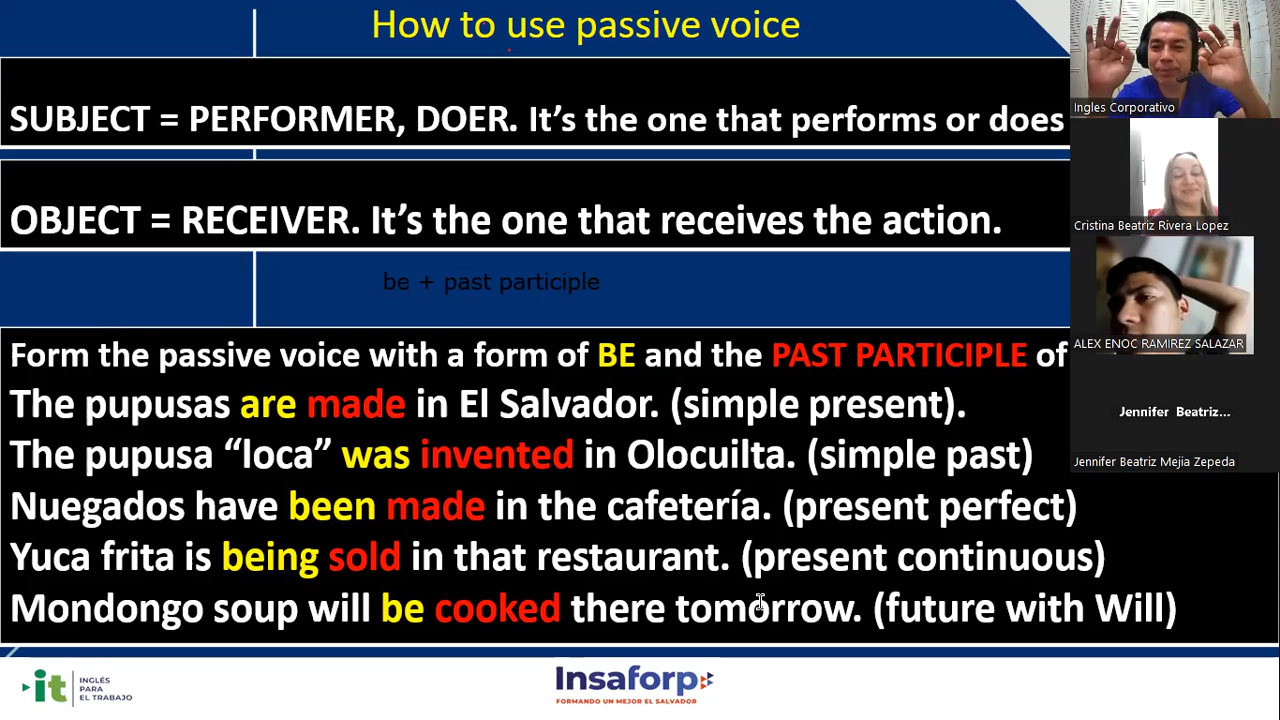 How to use passive voice
SUBJECT = PERFORMER, DOER. It's the one that performs or does
OBJECT = RECEIVER. It's the one that receives the action.
be + past participle
Form the passive voice with a form of BE and the PAST PARTICIPLE of
The pupusas are made in El Salvador. (simple present).
The pupusa “loca” was invented in Olocuilta. (simple past)
Nuegados have been made in the cafetería. (present perfect)
Yuca frita is being sold in that restaurant. (present continuous)
Mondongo soup will be cooked there tomorrow. (future with Will)
Ingles Corporativo
Cristina Beatriz Rivera Lopez
ALEX ENOC RAMIREZ SALAZAR
Jennifer Beatriz...
Jennifer Beatriz Mejia Zepeda
it
INGLÉS
PARA
EL TRABAJO
Insaforp
FORMANDO UN MEJOR EL SALVADOR